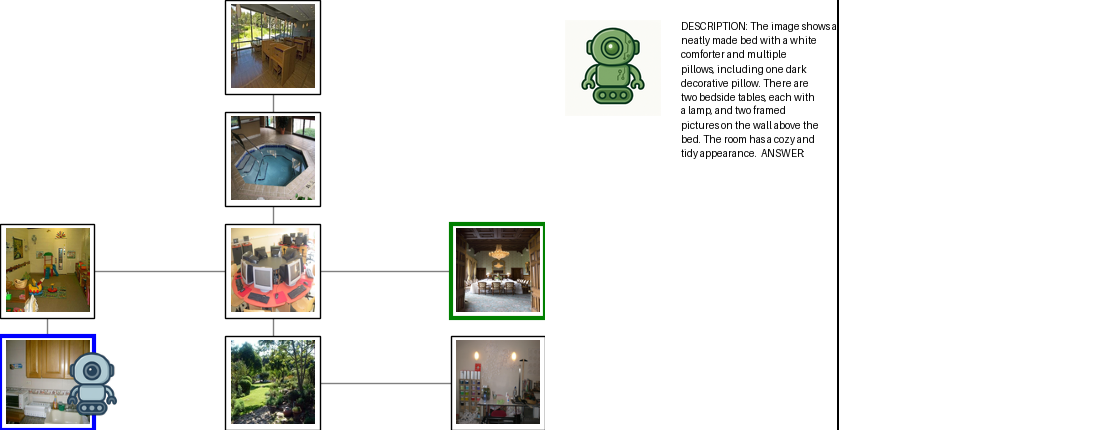 DESCRIPTION: The image shows a
neatly made bed with a white
comforter and multiple
pillows, including one dark
decorative pillow. There are
two bedside tables, each with
a lamp, and two framed
pictures on the wall above the
bed. The room has a cozy and
tidy appearance.  ANSWER: